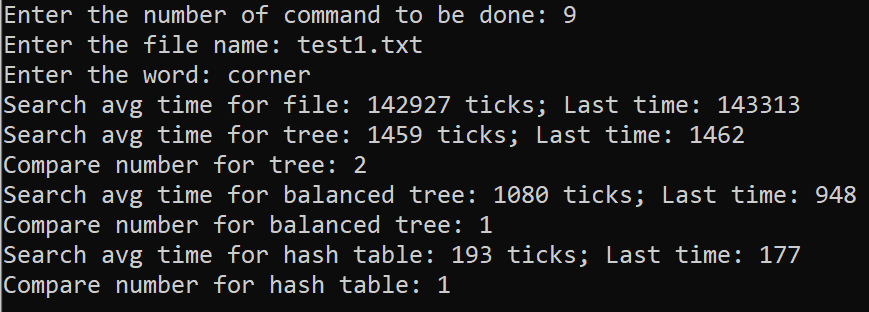 Enter the number of command to be done: 9
Enter the file name: test1.txt
Enter the word: corner
Search avg time for file: 142927 ticks; Last time: 143313
Search avg time for tree: 1459 ticks; Last time: 1462
Compare number for tree: 2
Search avg time for balanced tree: 1080 ticks; Last time: 948
Compare number for balanced tree: 1
Search avg time for hash table: 193 ticks; Last time: 177
Compare number for hash table: 1